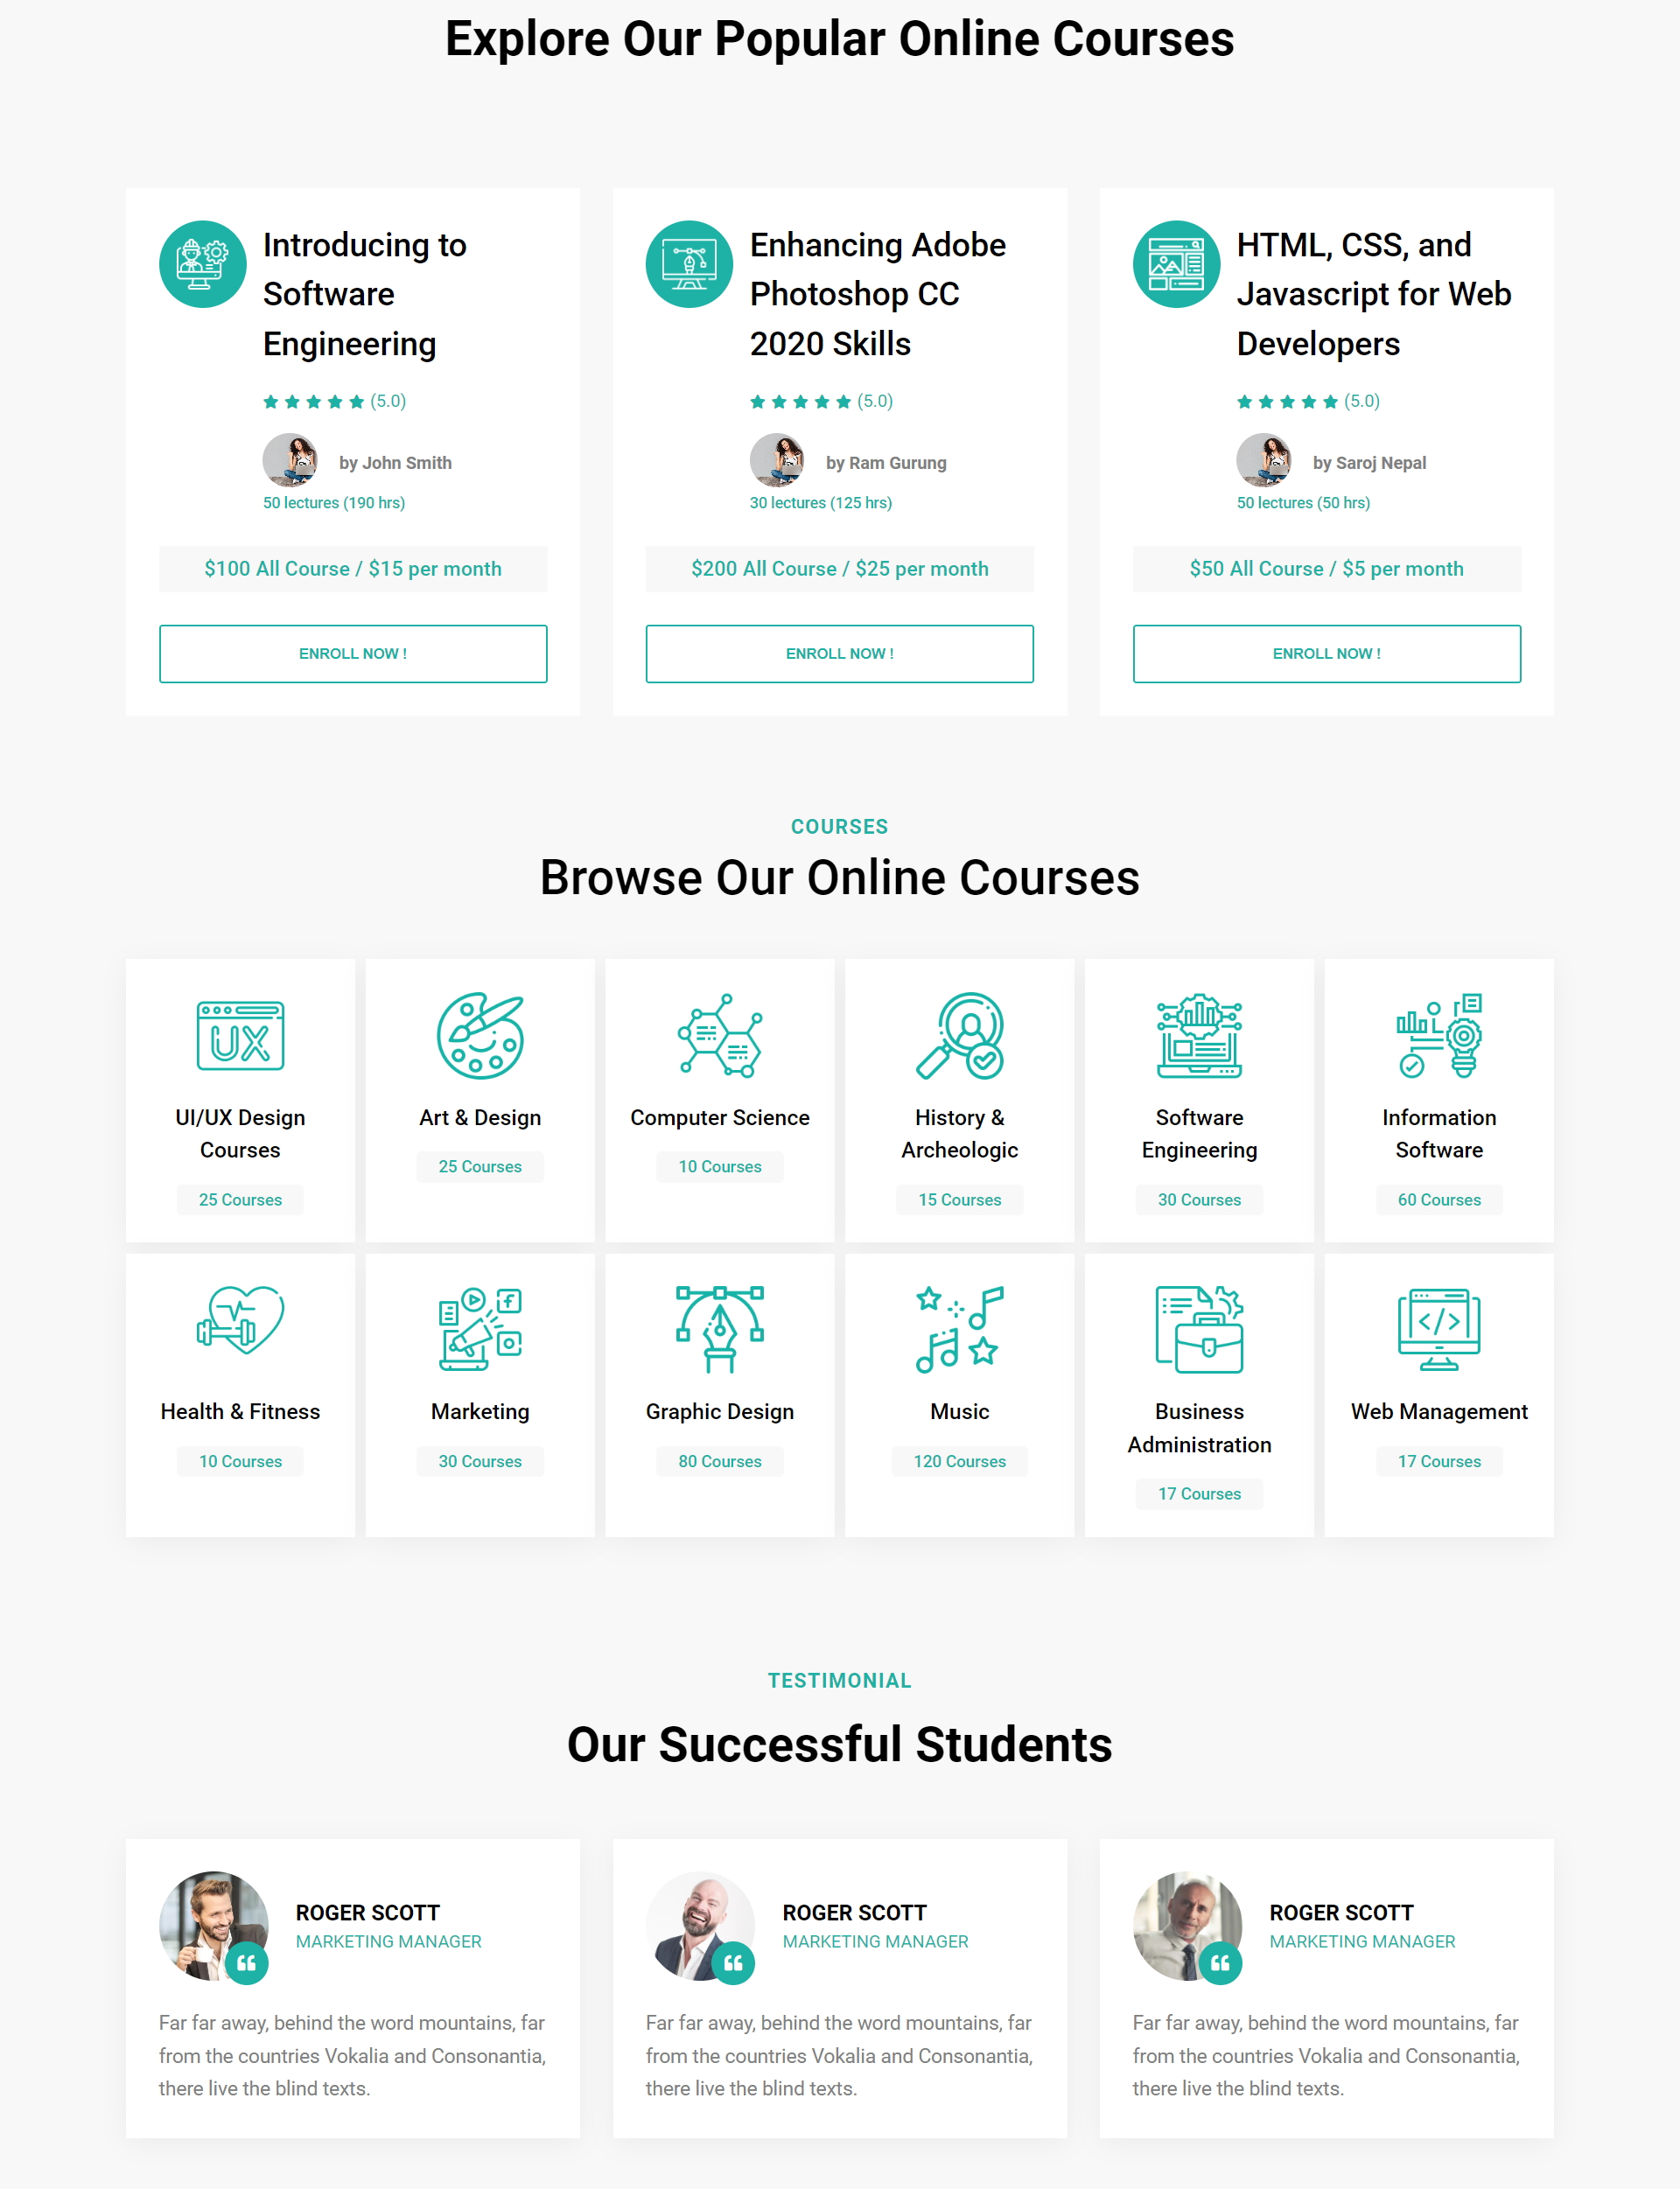 Explore Our Popular Online Courses
Introducing to
Software
Engineering
(5.0)
by John Smith
50 lectures (190 hrs)
$100 All Course / $15 per month
ENROLL NOW !
Enhancing Adobe
Photoshop CC
2020 Skills
(5.0)
by Ram Gurung
30 lectures (125 hrs)
$200 All Course / $25 per month
ENROLL NOW !
HTML, CSS, and
Javascript for Web
Developers
(5.0)
by Saroj Nepal
50 lectures (50 hrs)
$50 All Course / $5 per month
ENROLL NOW !
COURSES
Browse Our Online Courses
UX
UI/UX Design
Courses
25 Courses
Art & Design
25 Courses
Computer Science
10 Courses
History &
Archeologic
15 Courses
Software
Engineering
30 Courses
Information
Software
60 Courses
Health & Fitness
10 Courses
Marketing
30 Courses
Graphic Design
80 Courses
Music
120 Courses
Business
Administration
17 Courses
</>
Web Management
17 Courses
TESTIMONIAL
Our Successful Students
ROGER SCOTT
MARKETING MANAGER
Far far away, behind the word mountains, far
from the countries Vokalia and Consonantia,
there live the blind texts.
ROGER SCOTT
MARKETING MANAGER
Far far away, behind the word mountains, far
from the countries Vokalia and Consonantia,
there live the blind texts.
ROGER SCOTT
MARKETING MANAGER
Far far away, behind the word mountains, far
from the countries Vokalia and Consonantia,
there live the blind texts.